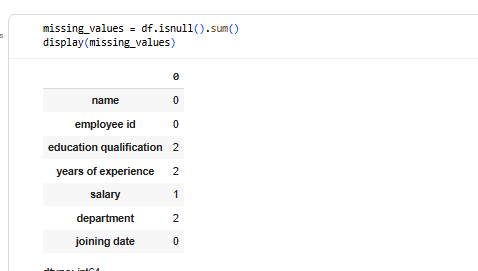 missing_values = df.isnull().sum()
display(missing_values)
0
name 0
employee id 0
education qualification 2
years of experience 2
salary 1
department 2
joining date 0